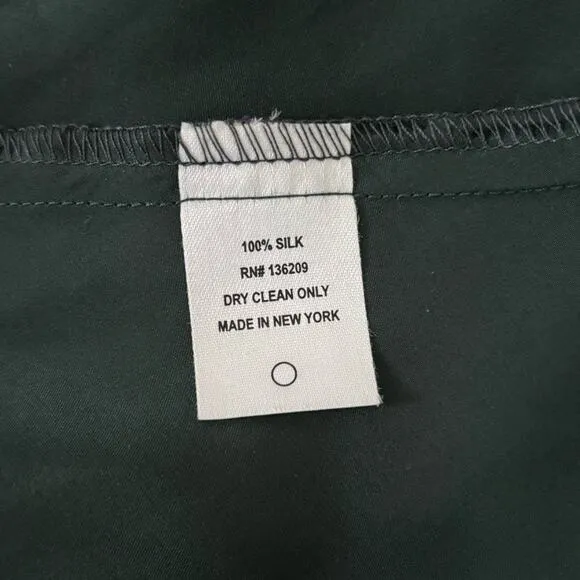 100% SILK
RN# 136209
DRY CLEAN ONLY
MADE IN NEW YORK